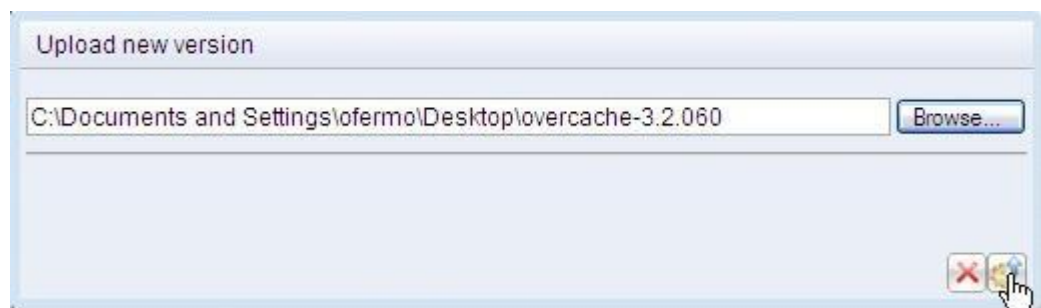 Upload new version
C:\Documents and Settings\ofermo\Desktop\overcache-3.2.060
Browse...